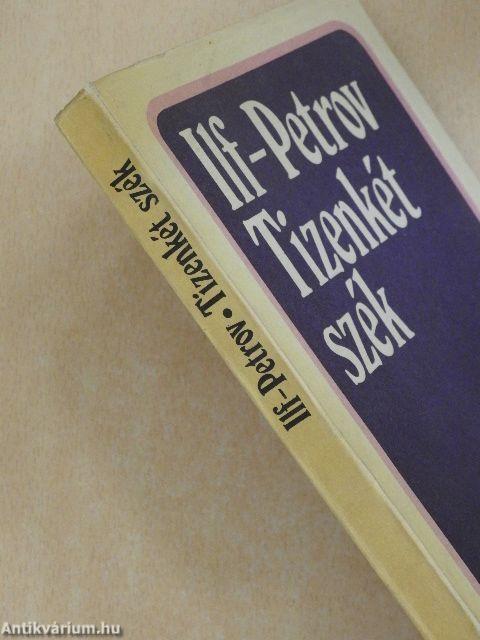 Ilf-Petrov
Tizenkét
szék
Ilf-Petrov • Tizenkét szék
Antikvárium.hu